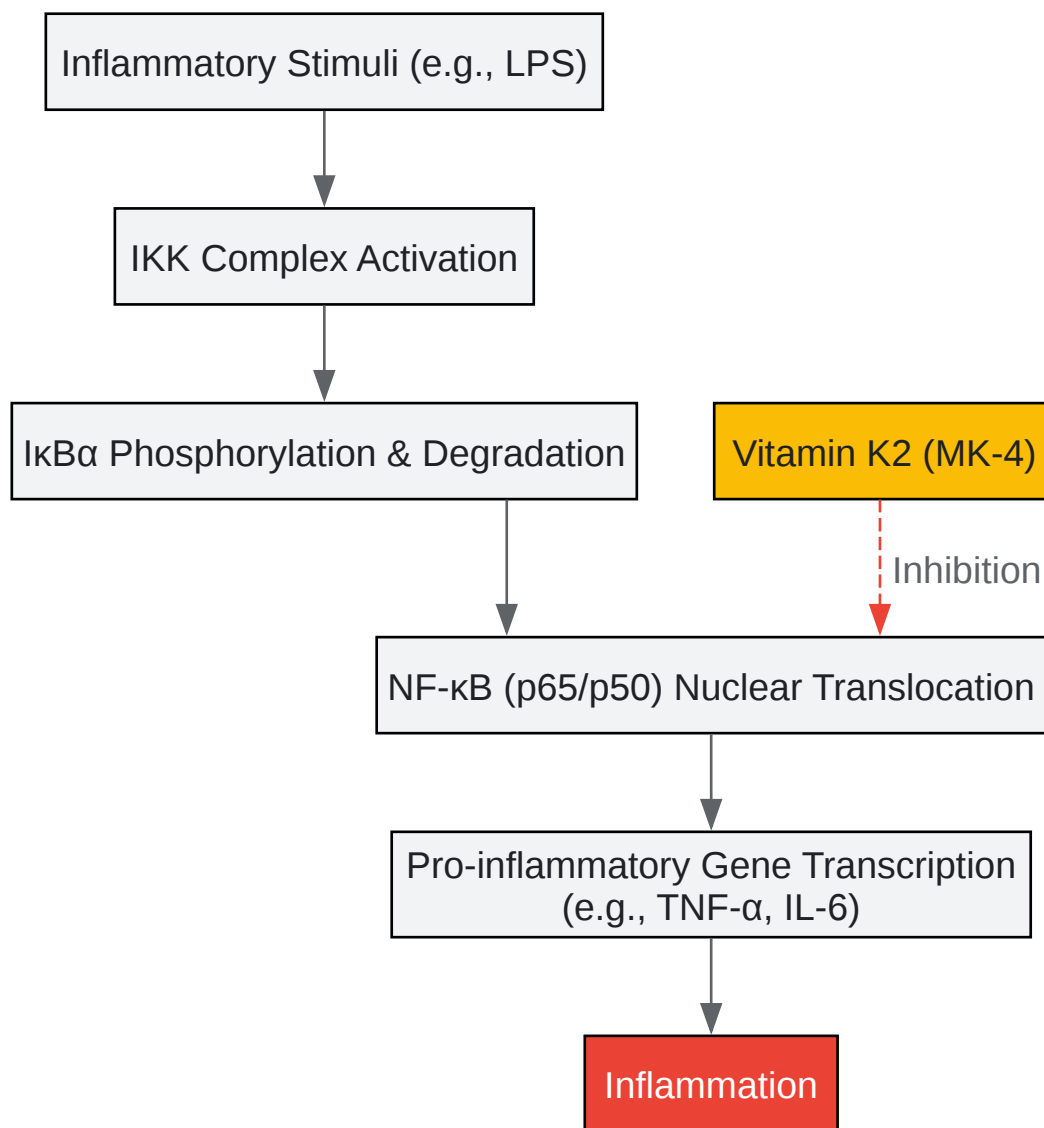 Inflammatory Stimuli (e.g., LPS)
IKK Complex Activation
IκBα Phosphorylation & Degradation
Vitamin K2 (MK-4)
Inhibition
NF-κB (p65/p50) Nuclear Translocation
Pro-inflammatory Gene Transcription
(e.g., TNF-α, IL-6)
Inflammation